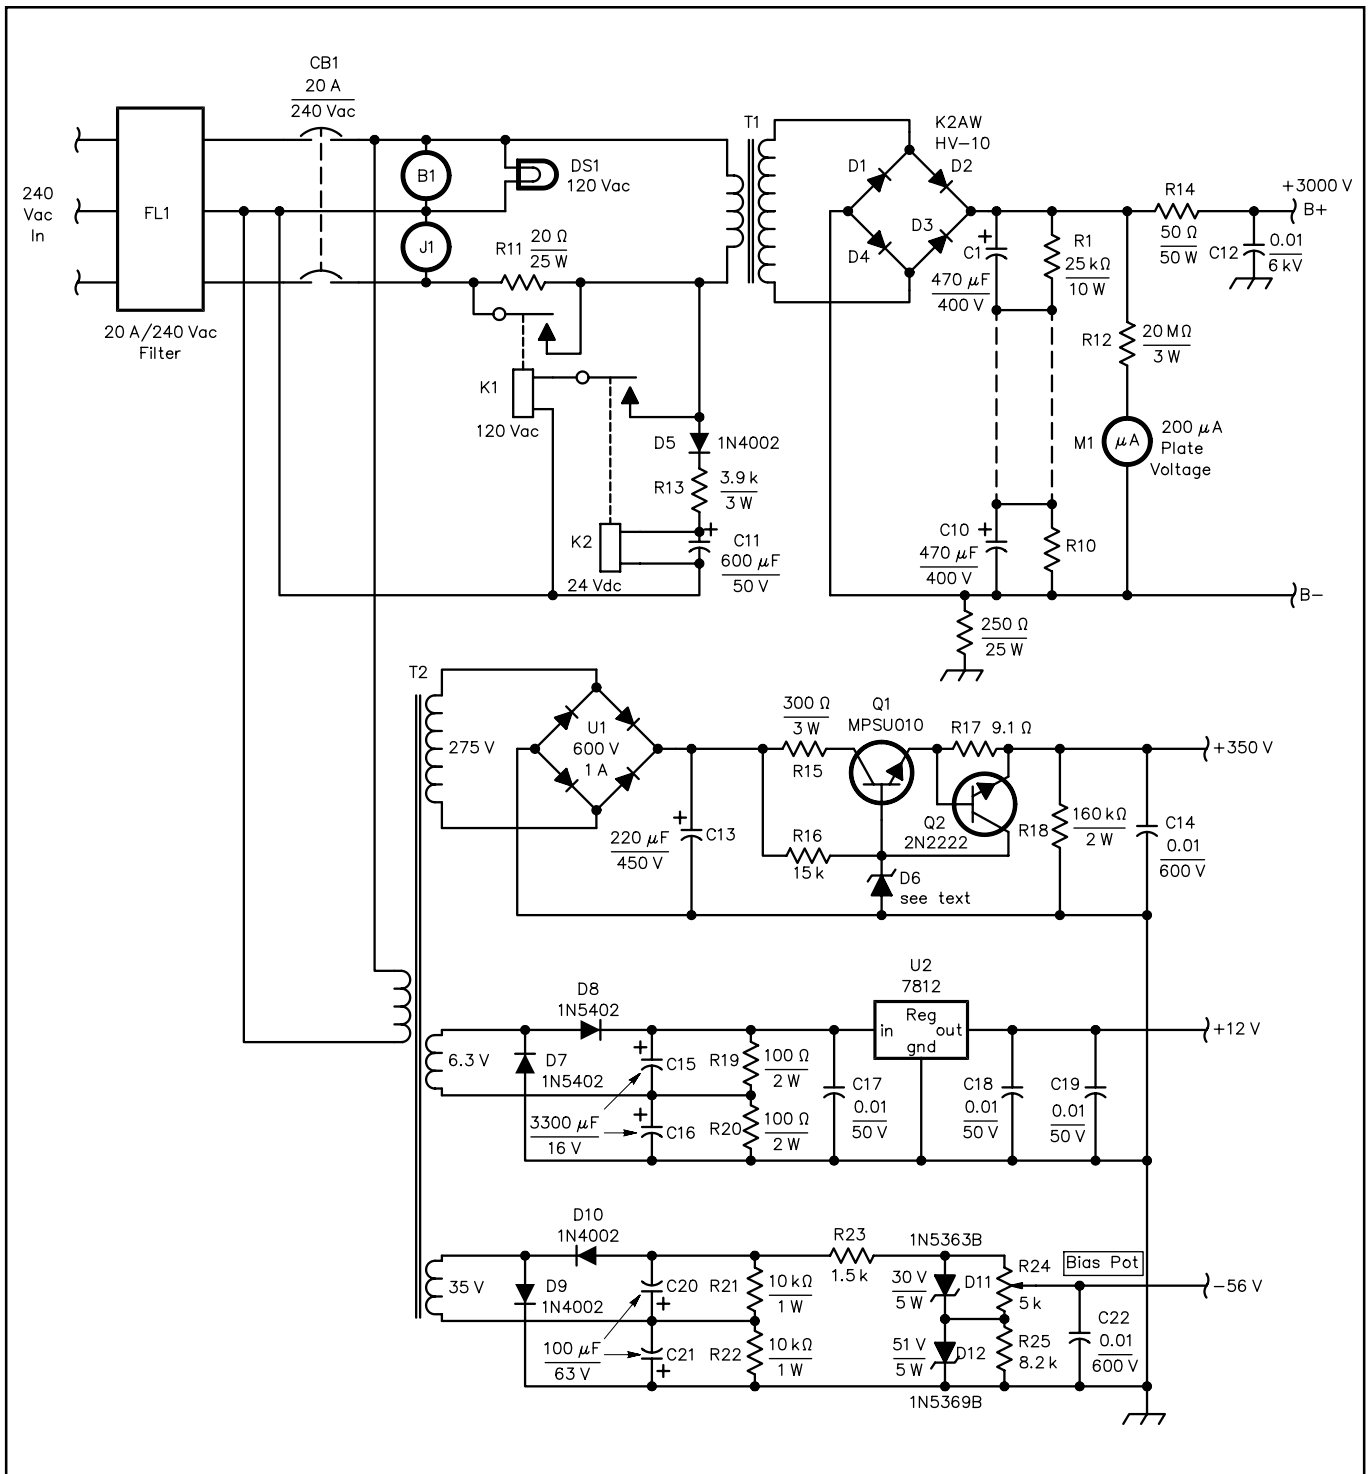 CB1
20 A
240 Vac
240
Vac
In
FL1
20 A/240 Vac
Filter
B1
J1
DS1
120 Vac
R11
20 Ω
25 W
K1
120 Vac
D5
1N4002
R13
3.9 k
3 W
K2
24 Vdc
C11
600 μF
50 V
T1
K2AW
HV-10
D1
D2
D3
D4
C1
470 μF
400 V
R1
25 kΩ
10 W
R14
50 Ω
50 W
C12
0.01
6 kV
+3000 V
B+
R12
20 MΩ
3 W
M1
μA
200 μA
Plate
Voltage
C10
470 μF
400 V
R10
B−
250 Ω
25 W
T2
275 V
U1
600 V
1 A
220 μF
450 V
C13
300 Ω
3 W
R15
Q1
MPSU010
R17 9.1 Ω
Q2
2N2222
R16
15 k
D6
see text
R18
160 kΩ
2 W
C14
0.01
600 V
+350 V
6.3 V
D8
1N5402
D7
1N5402
C15
3300 μF
16 V
C16
R19
100 Ω
2 W
R20
100 Ω
2 W
C17
0.01
50 V
U2
7812
Reg
in
out
gnd
C18
0.01
50 V
C19
0.01
50 V
+12 V
35 V
D10
1N4002
D9
1N4002
C20
100 μF
63 V
C21
R21
10 kΩ
1 W
R22
10 kΩ
1 W
R23
1.5 k
1N5363B
30 V
5 W
D11
51 V
5 W
D12
1N5369B
R24
5 k
Bias Pot
R25
8.2 k
C22
0.01
600 V
−56 V